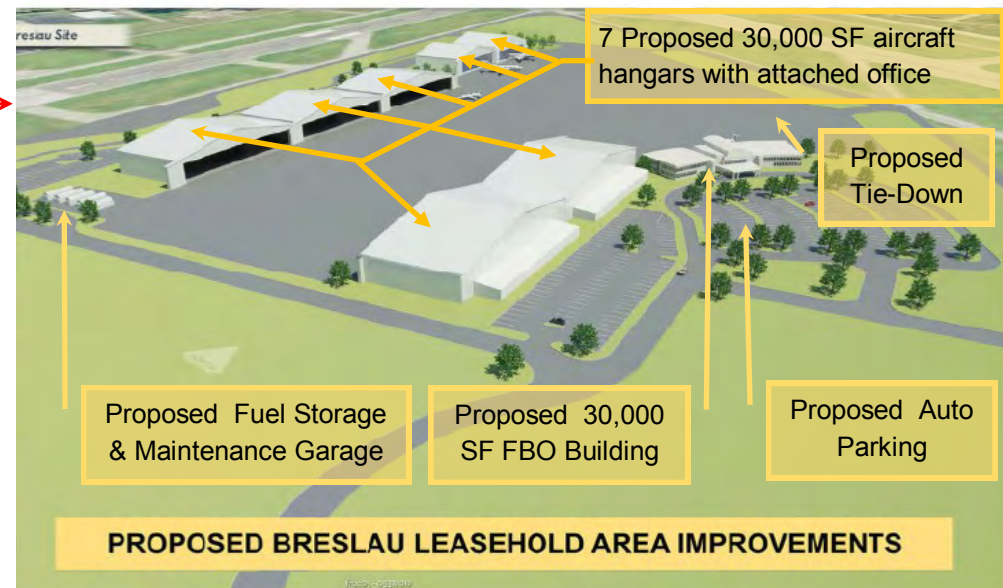 reslau Site
7 Proposed 30,000 SF aircraft
hangars with attached office
Proposed
Tie-Down
Proposed Fuel Storage
& Maintenance Garage
Proposed 30,000
SF FBO Building
Proposed Auto
Parking
PROPOSED BRESLAU LEASEHOLD AREA IMPROVEMENTS